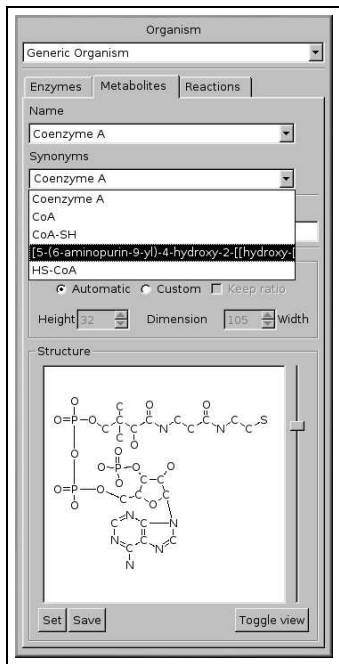 Organism
Generic Organism
Enzymes Metabolites Reactions
Name
Coenzyme A
Synonyms
Coenzyme A
Coenzyme A
CoA
CoA-SH
[5-(6-aminopurin-9-yl)-4-hydroxy-2-[[hydroxy-[
HS-CoA
Automatic Custom Keep ratio
Height 32 Dimension 105 Width
Structure
O O O
O=P—O C C C C S
O C C N C N C
O O
O O
O=P—O P C C
O C C O C
C N C N
N C C C
C N
N
Set Save Toggle view